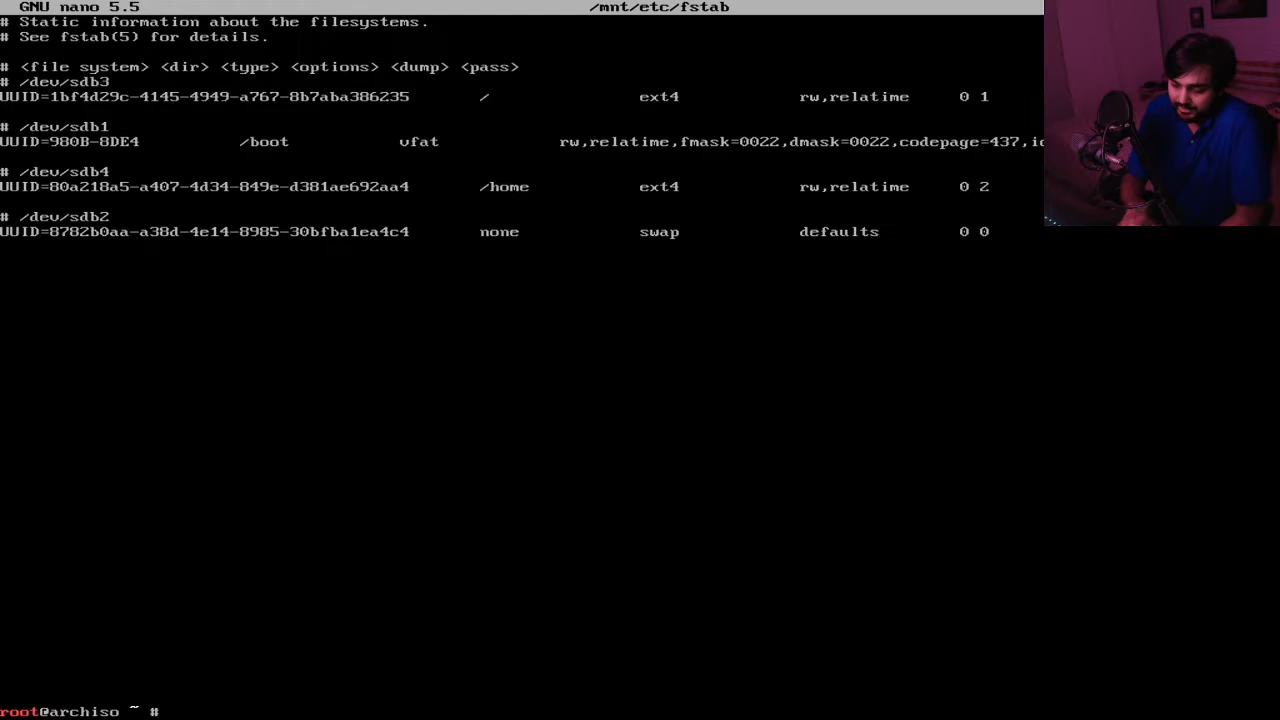 GNU nano 5.5 /mnt/etc/fstab
# Static information about the filesystems.
# See fstab(5) for details.
# <file system> <dir> <type> <options> <dump> <pass>
# /dev/sdb3
UUID=1bf4d29c-4145-4949-a767-8b7aba386235 / ext4 rw,relatime 0 1
# /dev/sdb1
UUID=980B-8DE4 /boot vfat rw,relatime,fmask=0022,dmask=0022,codepage=437,io
# /dev/sdb4
UUID=80a218a5-a407-4d34-849e-d381ae692aa4 /home ext4 rw,relatime 0 2
# /dev/sdb2
UUID=8782b0aa-a38d-4e14-8985-30bfba1ea4c4 none swap defaults 0 0
root@archiso ~ #